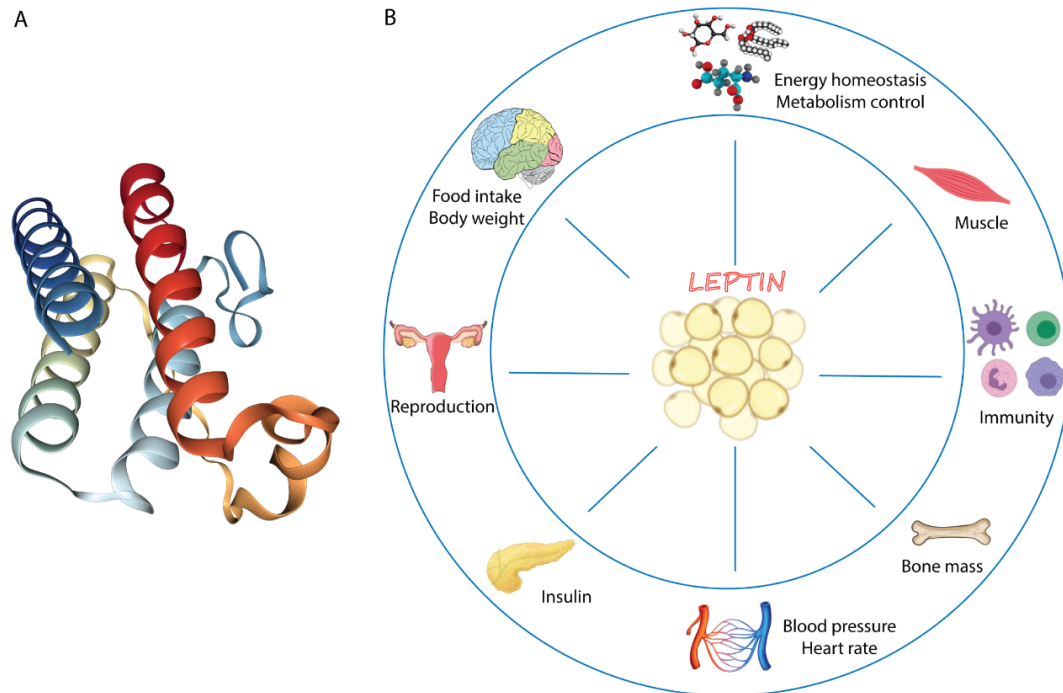 A
B
Energy homeostasis
Metabolism control
Food intake
Body weight
Muscle
LEPTIN
Reproduction
Immunity
Insulin
Bone mass
Blood pressure
Heart rate